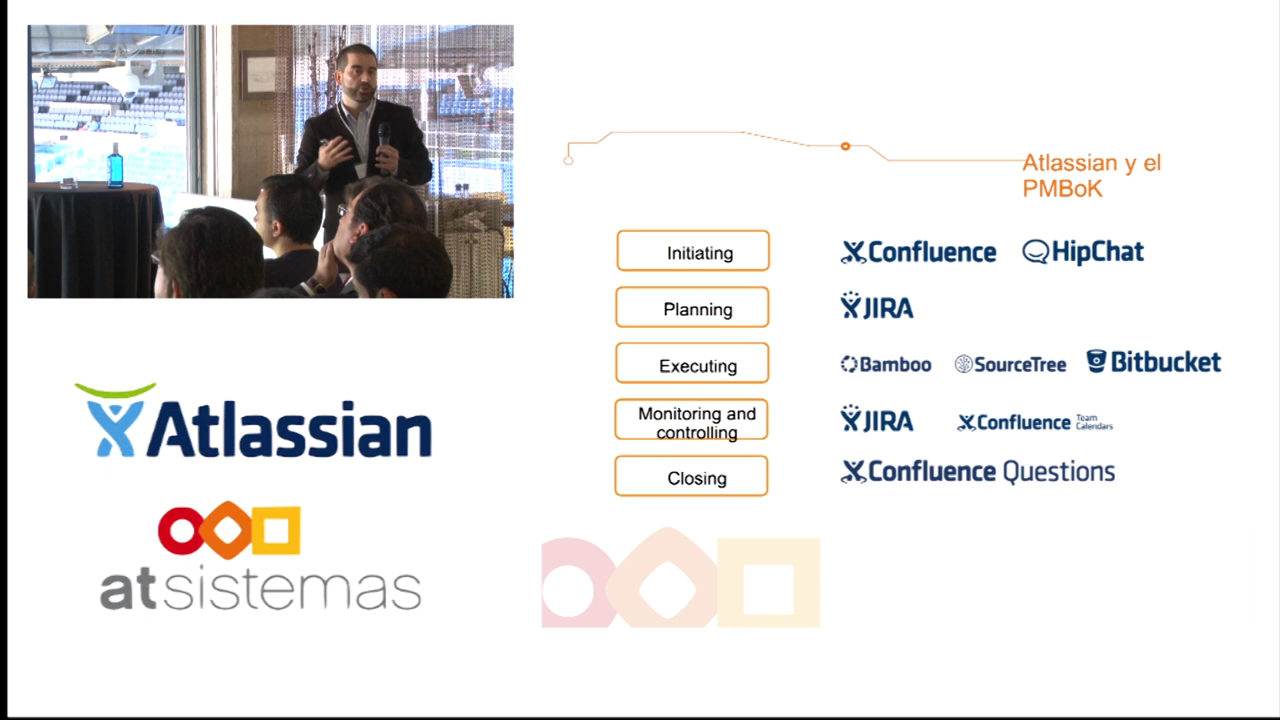 Atlassian y el
PMBoK
Initiating
Confluence HipChat
Planning
JIRA
Executing
Bamboo SourceTree Bitbucket
Monitoring and
controlling
JIRA Confluence Team
Calendars
Closing
Confluence Questions
Atlassian
atsistemas